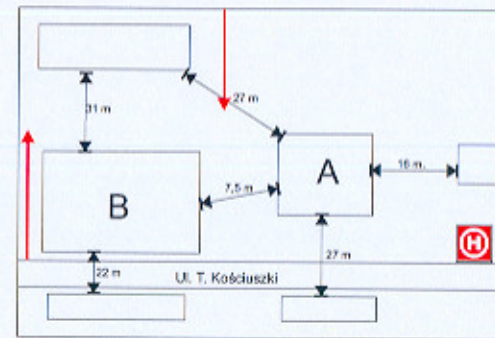 31 m
27 m
A
16 m.
B
7,5 m
H
22 m
27 m
Ul. T. Kościuszki